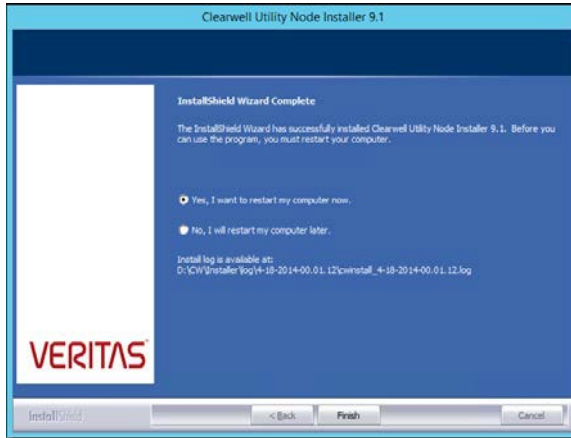 Clearwell Utility Node Installer 9.1
InstallShield Wizard Complete
The InstallShield Wizard has successfully installed Clearwell Utility Node Installer 9.1. Before you
can use the program, you must restart your computer.
Yes, I want to restart my computer now.
No, I will restart my computer later.
Install log is available at:
D:\CW\Installer\log\4-18-2014-00.01.12\cwinstall_4-18-2014-00.01.12.log
VERITAS
InstallShield
< Back Finish Cancel